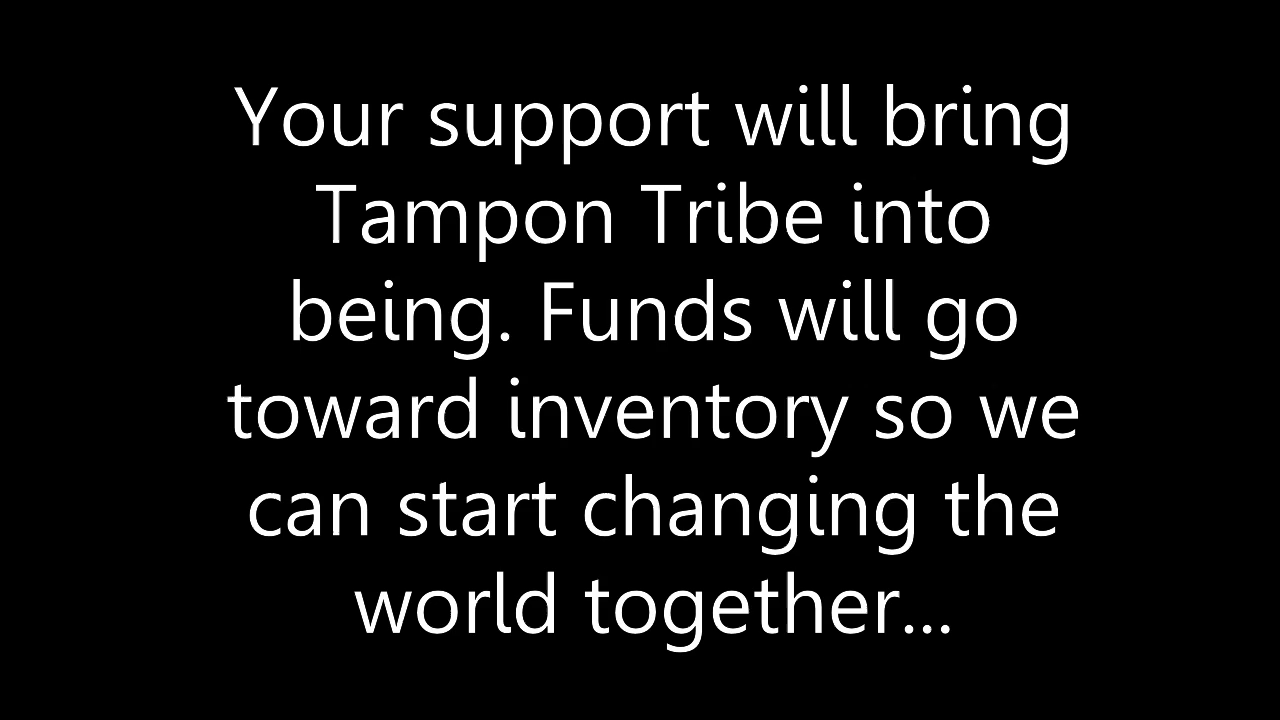 Your support will bring
Tampon Tribe into
being. Funds will go
toward inventory so we
can start changing the
world together...